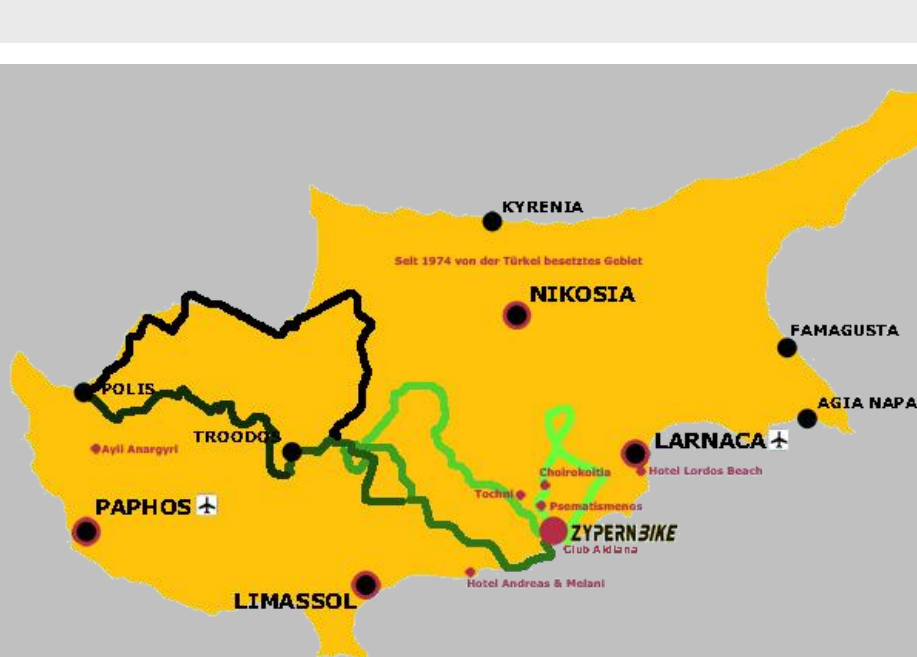 KYRENIA
Seit 1974 von der Türkei besetztes Gebiet
NIKOSIA
FAMAGUSTA
POLIS
AGIA NAPA
TROODOS
LARNACA
Ayii Anargyri
Hotel Lordos Beach
Choirokoitia
Tochni
PAPHOS
Psematismenos
ZYPERNBIKE
Club Aldiana
Hotel Andreas & Melani
LIMASSOL